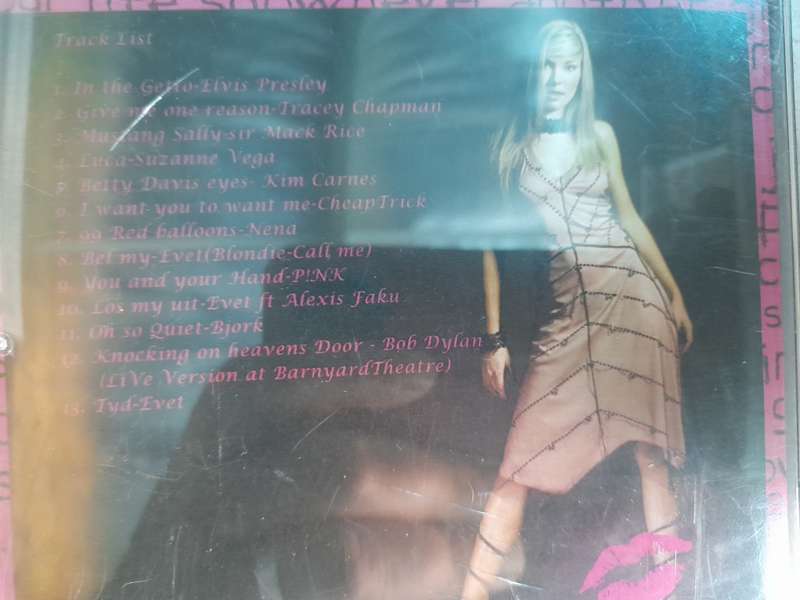 Track List
1. In the Getto-Elvis Presley
2. Give me one reason-Tracey Chapman
3. Mustang Sally-sir Mack Rice
4. Luca-Suzanne Vega
5. Betty Davis eyes- Kim Carnes
6. I want you to want me-CheapTrick
7. 99 Red balloons-Nena
8. Bel my-Evet(Blondie-Call me)
9. You and your Hand-P!NK
10. Los my uit-Evet ft Alexis Faku
11. Oh so Quiet-Bjork
12. Knocking on heavens Door - Bob Dylan
(LiVe Version at BarnyardTheatre)
13. Tyd-Evet